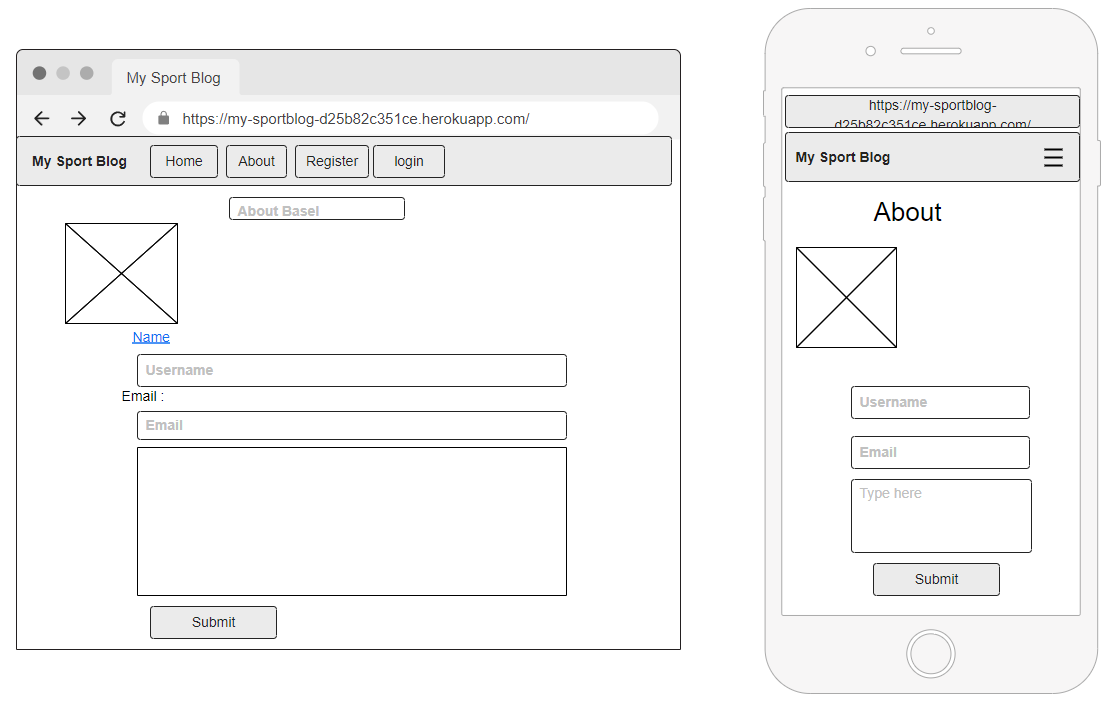 My Sport Blog
https://my-sportblog-d25b82c351ce.herokuapp.com/
My Sport Blog Home About Register login
About Basel
Name
Username
Email :
Email
Submit
https://my-sportblog-
d25b82c351ce.herokuapp.com/
My Sport Blog
About
Username
Email
Type here
Submit